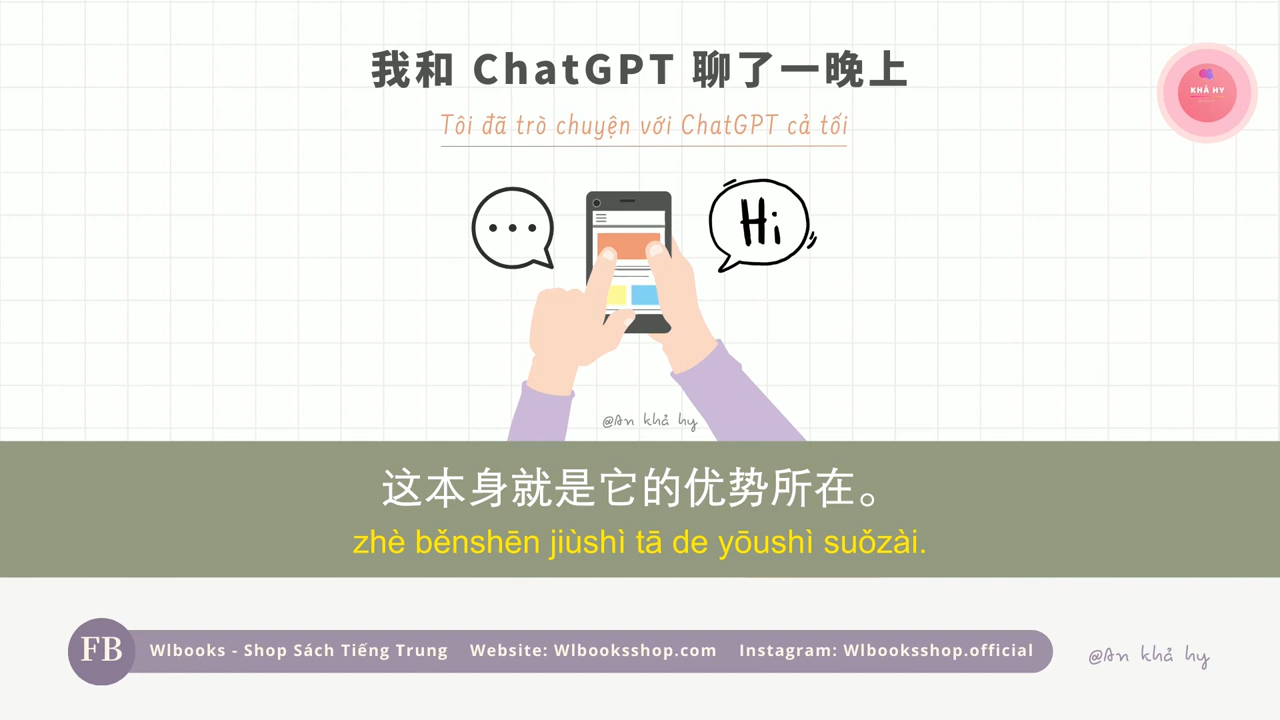 我和 ChatGPT 聊了一晚上
Tôi đã trò chuyện với ChatGPT cả tối
KHẢ HY
Hi
@An khả hy
这本身就是它的优势所在。
zhè běnshēn jiùshì tā de yōushì suǒzài.
FB Wlbooks - Shop Sách Tiếng Trung Website: Wlbooksshop.com Instagram: Wlbooksshop.official @An khả hy